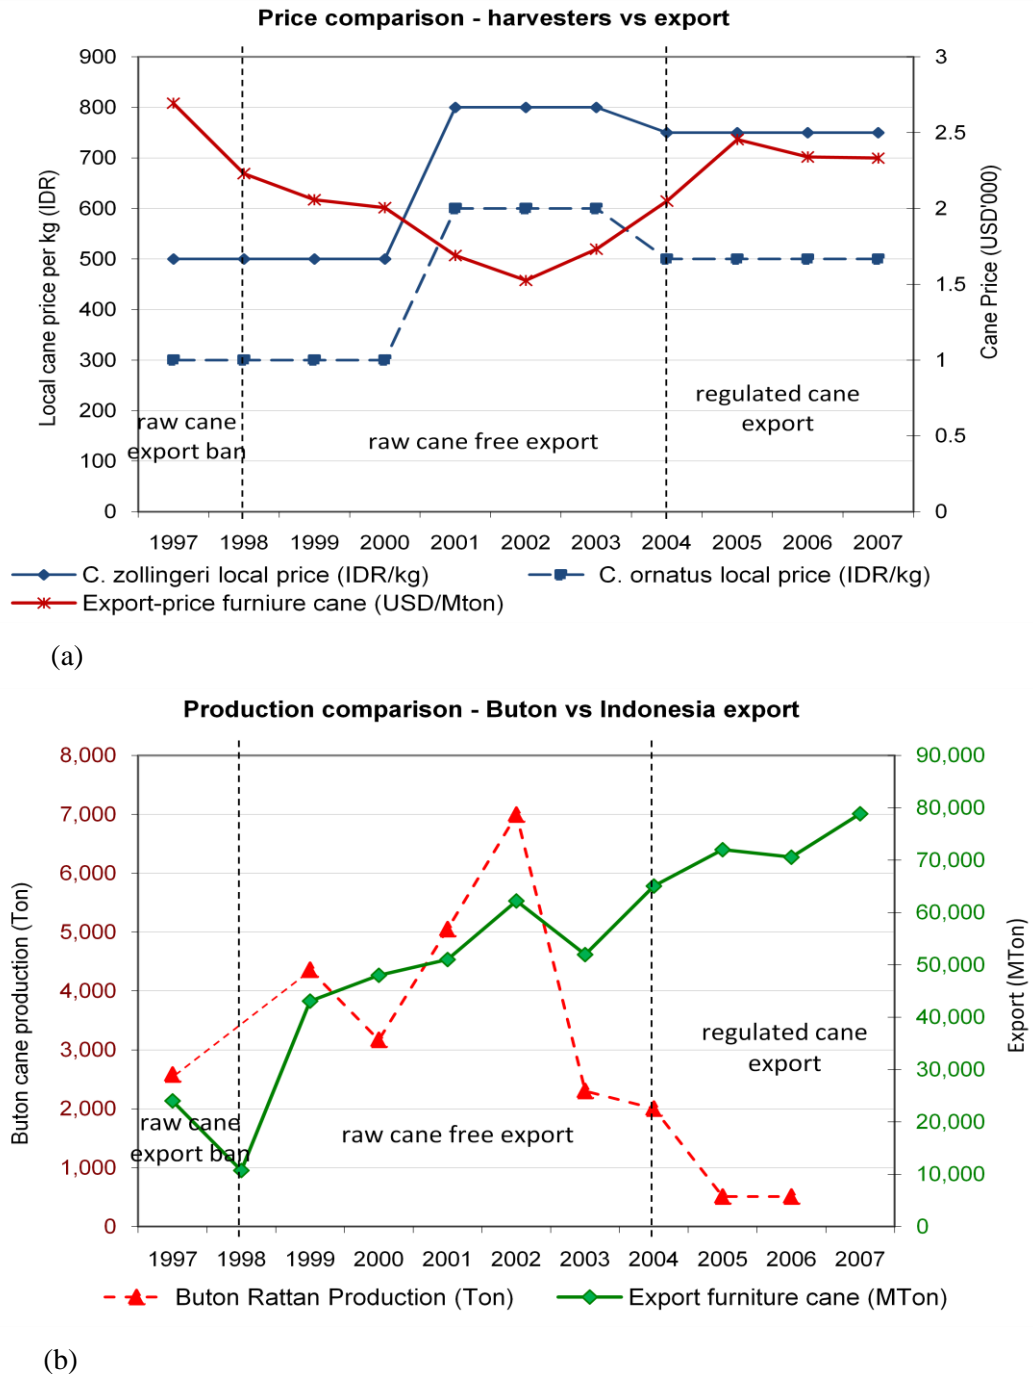 Price comparison - harvesters vs export
Local cane price per kg (IDR)
900
800
700
600
500
400
300
200
100
0
3
2.5
2
1.5
1
0.5
0
Cane Price (USD'000)
raw cane
export ban
raw cane free export
regulated cane
export
1997 1998 1999 2000 2001 2002 2003 2004 2005 2006 2007
C. zollingeri local price (IDR/kg)
C. ornatus local price (IDR/kg)
Export-price furniure cane (USD/Mton)
(a)
Production comparison - Buton vs Indonesia export
Buton cane production (Ton)
8,000
7,000
6,000
5,000
4,000
3,000
2,000
1,000
0
90,000
80,000
70,000
60,000
50,000
40,000
30,000
20,000
10,000
0
Export (MTon)
raw cane
export ban
raw cane free export
regulated cane
export
1997 1998 1999 2000 2001 2002 2003 2004 2005 2006 2007
Buton Rattan Production (Ton)
Export furniture cane (MTon)
(b)